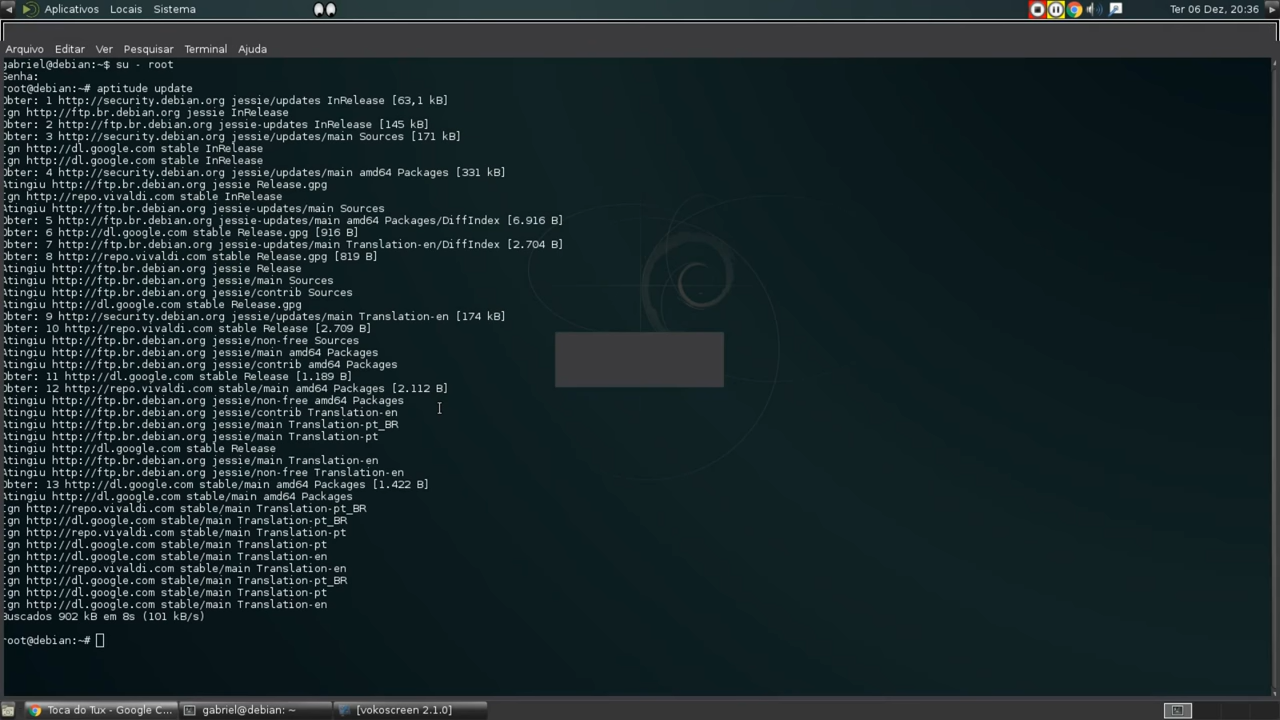 Aplicativos Locais Sistema Ter 06 Dez, 20:36
Arquivo Editar Ver Pesquisar Terminal Ajuda
gabriel@debian:~$ su - root
Senha:
root@debian:~# aptitude update
Obter: 1 http://security.debian.org jessie/updates InRelease [63,1 kB]
Ign http://ftp.br.debian.org jessie InRelease
Obter: 2 http://ftp.br.debian.org jessie-updates InRelease [145 kB]
Obter: 3 http://security.debian.org jessie/updates/main Sources [171 kB]
Ign http://dl.google.com stable InRelease
Ign http://dl.google.com stable InRelease
Obter: 4 http://security.debian.org jessie/updates/main amd64 Packages [331 kB]
Atingiu http://ftp.br.debian.org jessie Release.gpg
Ign http://repo.vivaldi.com stable InRelease
Atingiu http://ftp.br.debian.org jessie-updates/main Sources
Obter: 5 http://ftp.br.debian.org jessie-updates/main amd64 Packages/DiffIndex [6.916 B]
Obter: 6 http://dl.google.com stable Release.gpg [916 B]
Obter: 7 http://ftp.br.debian.org jessie-updates/main Translation-en/DiffIndex [2.704 B]
Obter: 8 http://repo.vivaldi.com stable Release.gpg [819 B]
Atingiu http://ftp.br.debian.org jessie Release
Atingiu http://ftp.br.debian.org jessie/main Sources
Atingiu http://ftp.br.debian.org jessie/contrib Sources
Atingiu http://dl.google.com stable Release.gpg
Obter: 9 http://security.debian.org jessie/updates/main Translation-en [174 kB]
Obter: 10 http://repo.vivaldi.com stable Release [2.709 B]
Atingiu http://ftp.br.debian.org jessie/non-free Sources
Atingiu http://ftp.br.debian.org jessie/main amd64 Packages
Atingiu http://ftp.br.debian.org jessie/contrib amd64 Packages
Obter: 11 http://dl.google.com stable Release [1.189 B]
Obter: 12 http://repo.vivaldi.com stable/main amd64 Packages [2.112 B]
Atingiu http://ftp.br.debian.org jessie/non-free amd64 Packages
Atingiu http://ftp.br.debian.org jessie/contrib Translation-en
Atingiu http://ftp.br.debian.org jessie/main Translation-pt_BR
Atingiu http://ftp.br.debian.org jessie/main Translation-pt
Atingiu http://dl.google.com stable Release
Atingiu http://ftp.br.debian.org jessie/main Translation-en
Atingiu http://ftp.br.debian.org jessie/non-free Translation-en
Obter: 13 http://dl.google.com stable/main amd64 Packages [1.422 B]
Atingiu http://dl.google.com stable/main amd64 Packages
Ign http://repo.vivaldi.com stable/main Translation-pt_BR
Ign http://dl.google.com stable/main Translation-pt_BR
Ign http://repo.vivaldi.com stable/main Translation-pt
Ign http://dl.google.com stable/main Translation-pt
Ign http://dl.google.com stable/main Translation-en
Ign http://repo.vivaldi.com stable/main Translation-en
Ign http://dl.google.com stable/main Translation-pt_BR
Ign http://dl.google.com stable/main Translation-pt
Ign http://dl.google.com stable/main Translation-en
Buscados 902 kB em 8s (101 kB/s)
root@debian:~#
Toca do Tux - Google C... gabriel@debian: ~ [vokoscreen 2.1.0]